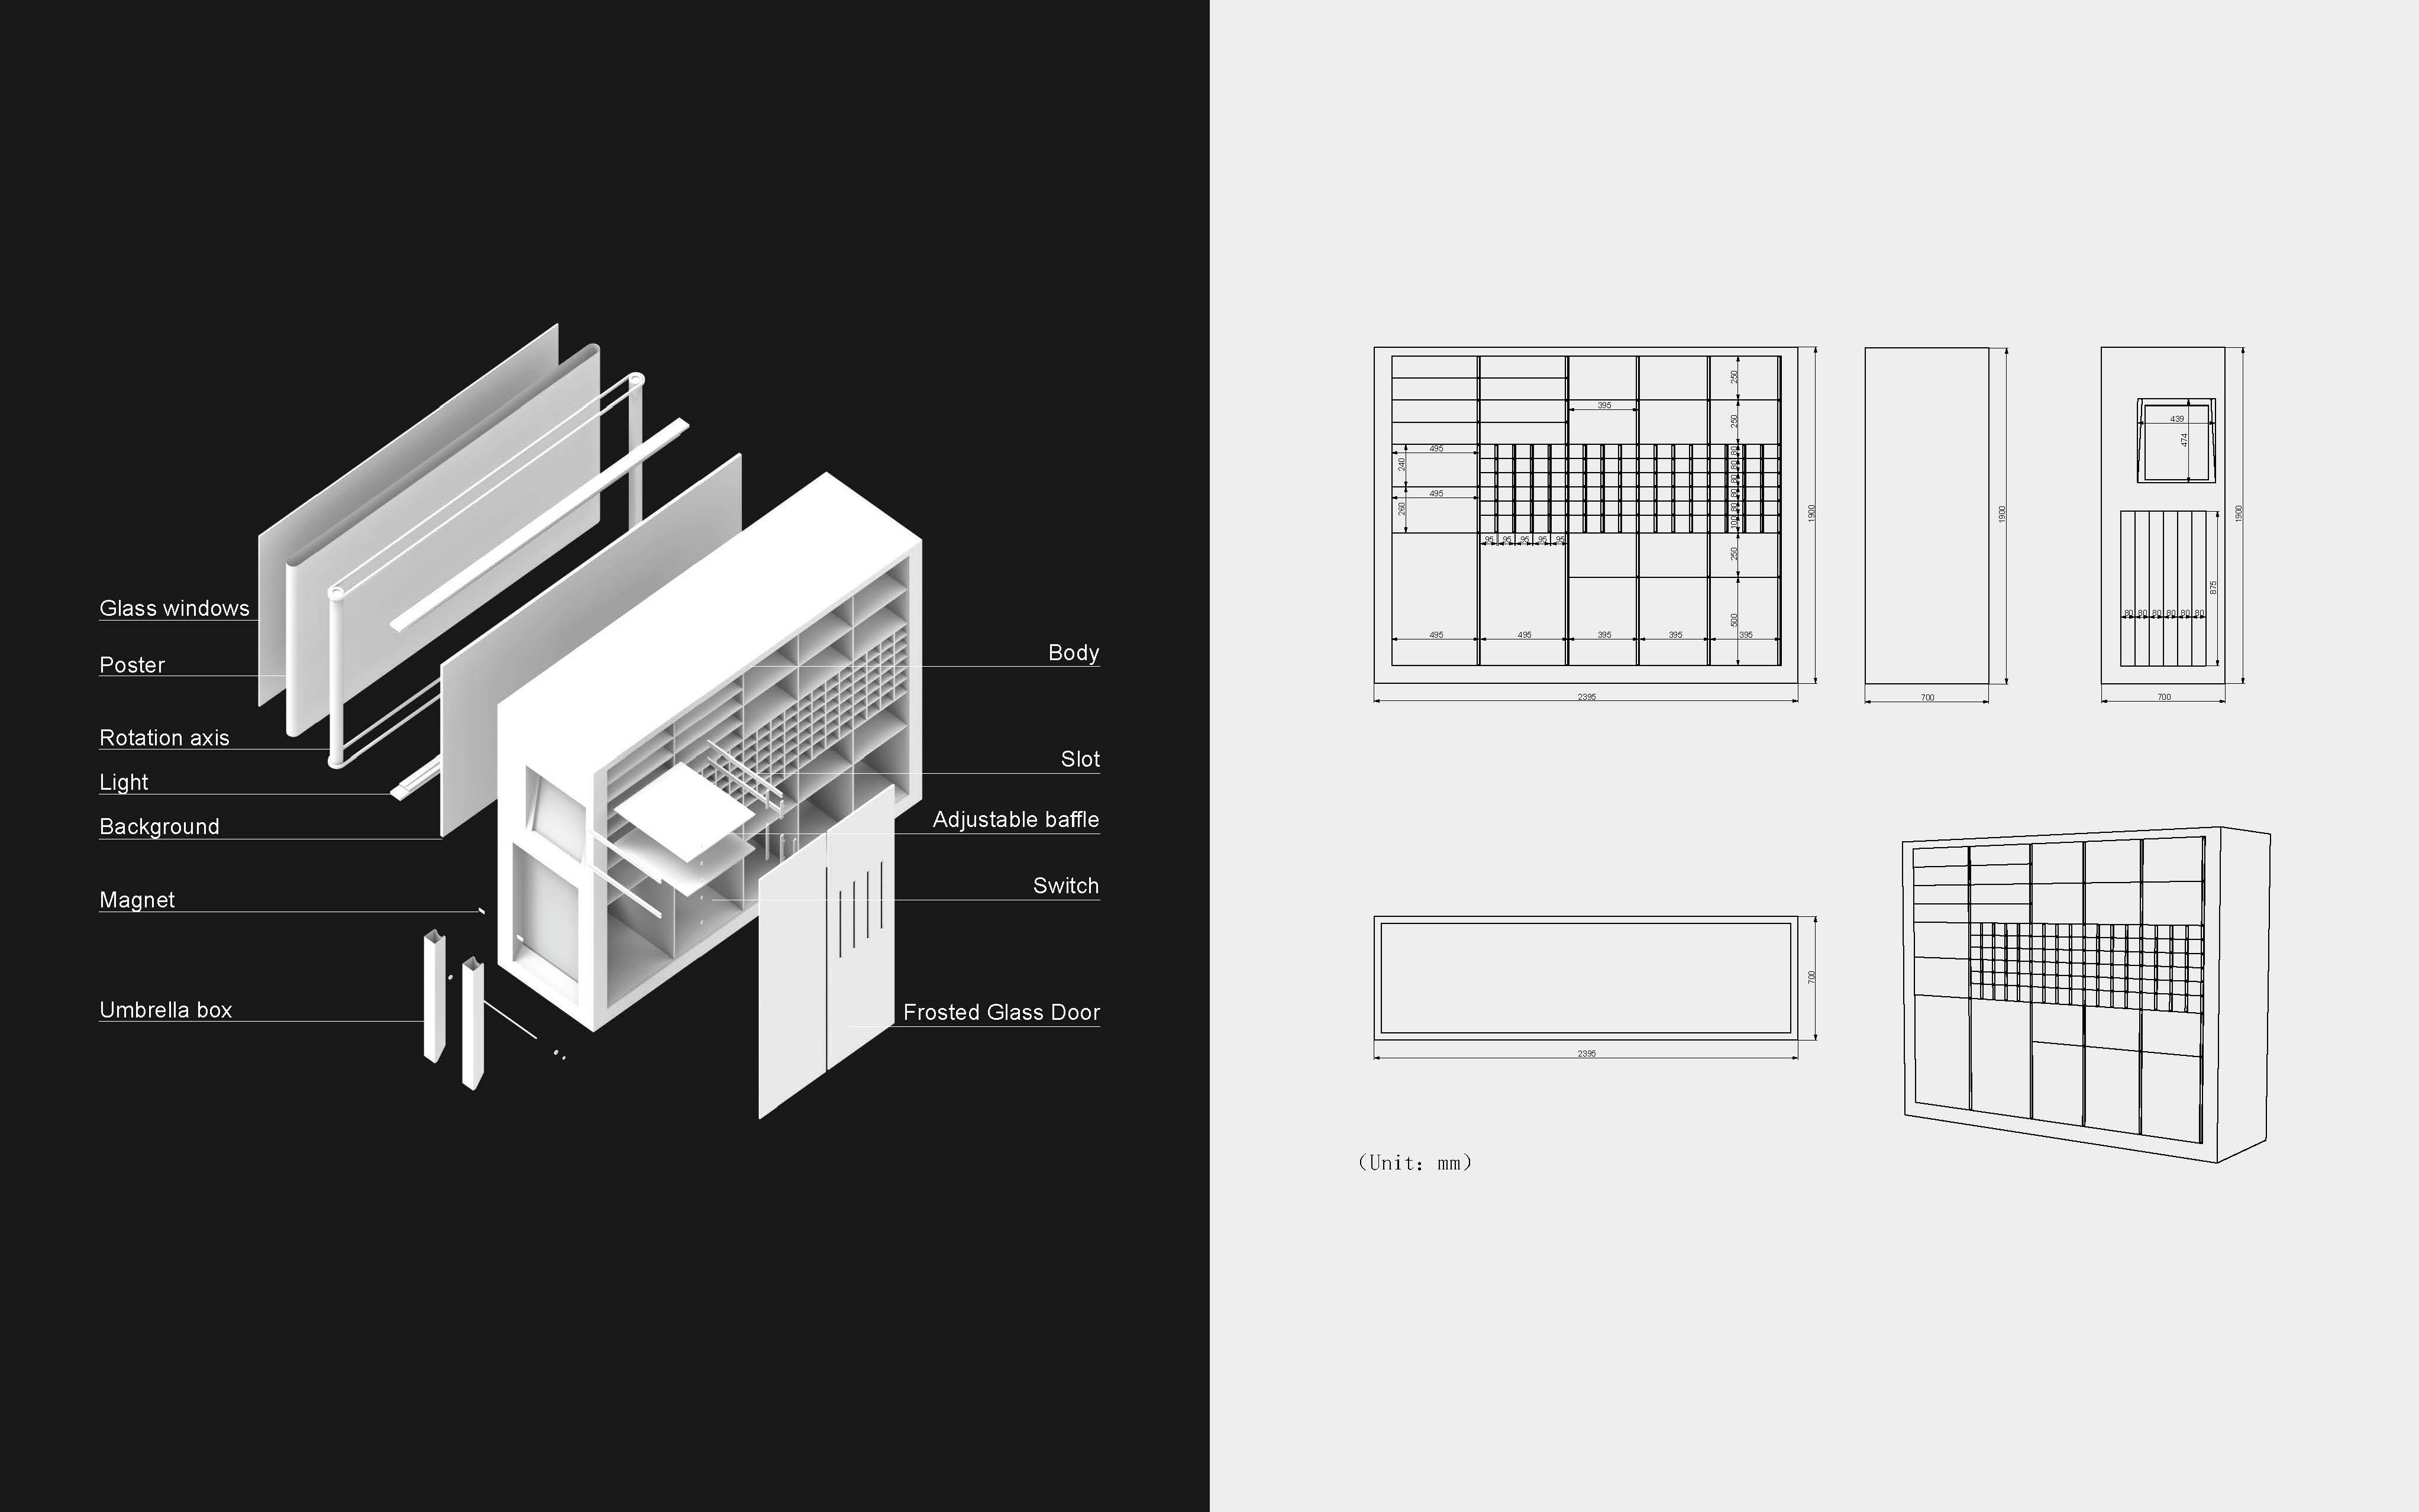 Glass windows
Poster
Rotation axis
Light
Background
Magnet
Umbrella box
Body
Slot
Adjustable baffle
Switch
Frosted Glass Door
250
395
250
495
240
80
80
80
495
80
260
80
100
95 95 95 95 95
250
500
495 495 395 395 395
1900
2395
1900
700
439
474
1900
875
80 80 80 80 80 80
700
700
2395
(Unit: mm)